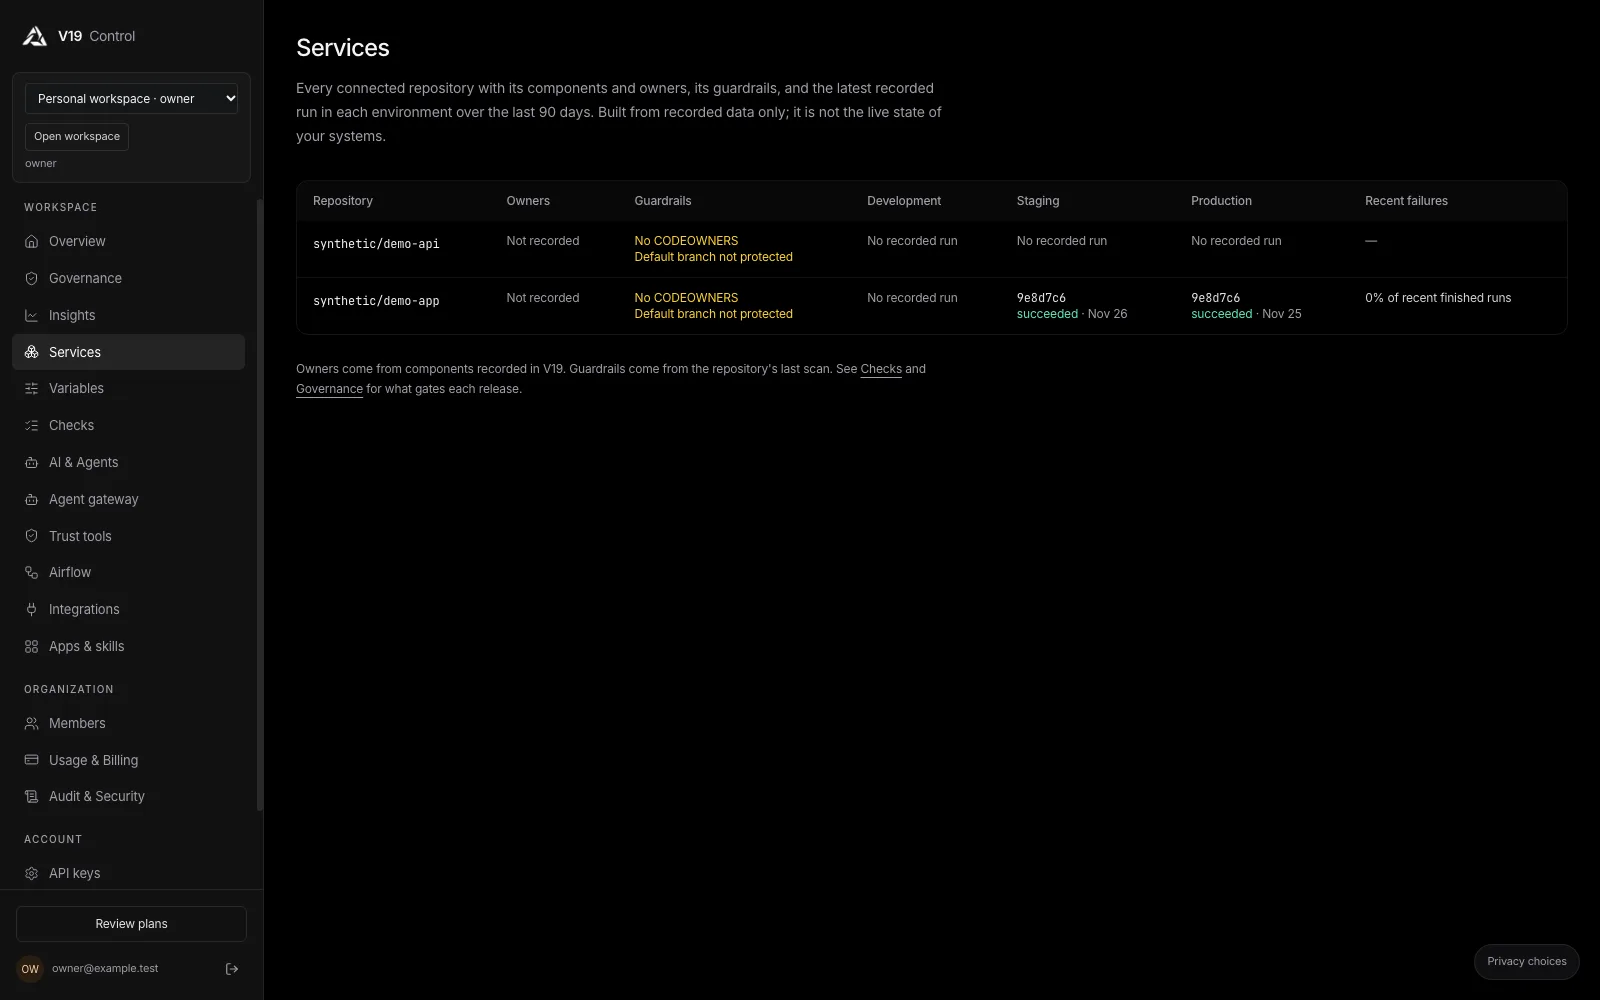 V19 Control
Personal workspace · owner
Open workspace
owner
WORKSPACE
Overview
Governance
Insights
Services
Variables
Checks
AI & Agents
Agent gateway
Trust tools
Airflow
Integrations
Apps & skills
ORGANIZATION
Members
Usage & Billing
Audit & Security
ACCOUNT
API keys
Review plans
OW owner@example.test
Services
Every connected repository with its components and owners, its guardrails, and the latest recorded
run in each environment over the last 90 days. Built from recorded data only; it is not the live state of
your systems.
Repository Owners Guardrails Development Staging Production Recent failures
synthetic/demo-api Not recorded No CODEOWNERS No recorded run No recorded run No recorded run —
Default branch not protected
synthetic/demo-app Not recorded No CODEOWNERS No recorded run 9e8d7c6 9e8d7c6 0% of recent finished runs
Default branch not protected succeeded · Nov 26 succeeded · Nov 25
Owners come from components recorded in V19. Guardrails come from the repository's last scan. See Checks and
Governance for what gates each release.
Privacy choices